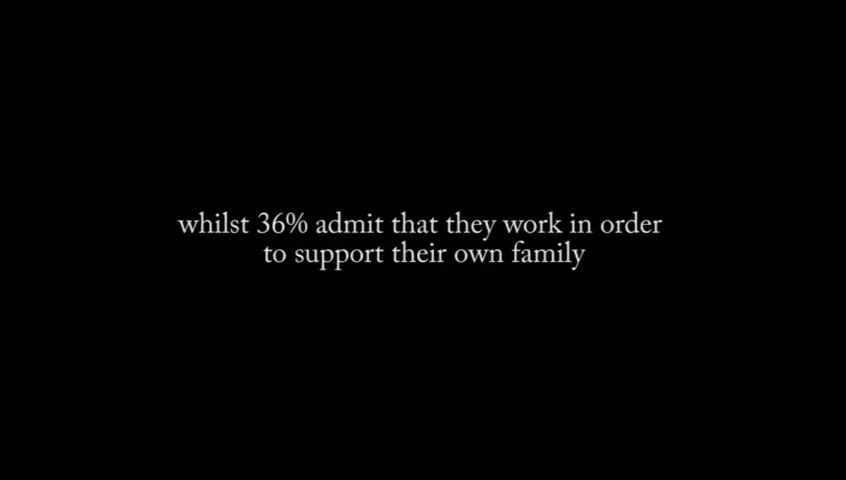 whilst 36% admit that they work in order
to support their own family